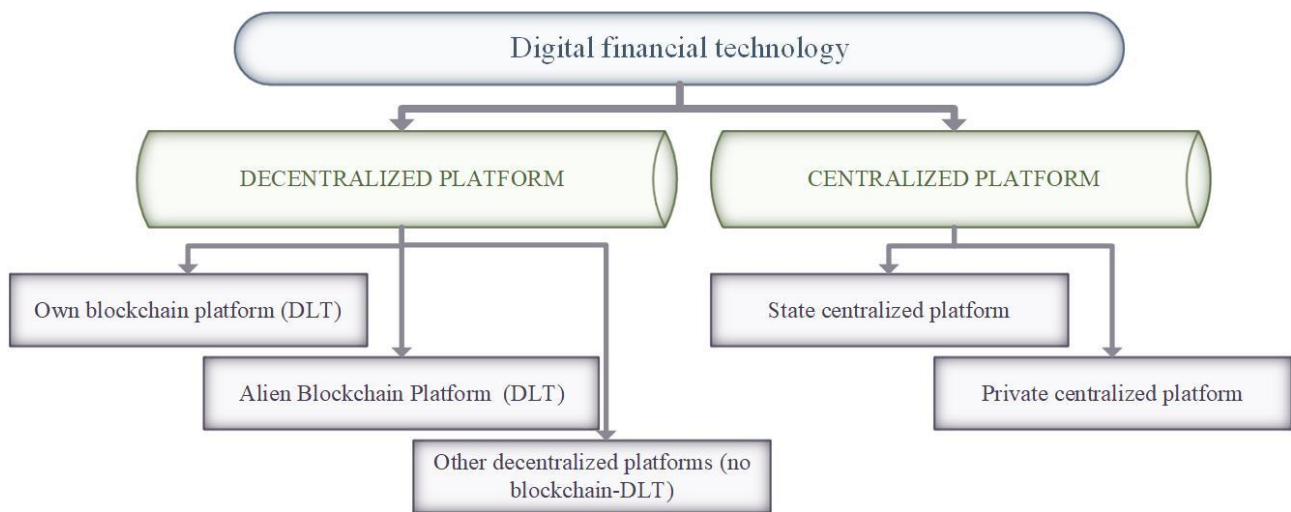 Digital financial technology
DECENTRALIZED PLATFORM
CENTRALIZED PLATFORM
Own blockchain platform (DLT)
State centralized platform
Alien Blockchain Platform (DLT)
Private centralized platform
Other decentralized platforms (no
blockchain-DLT)